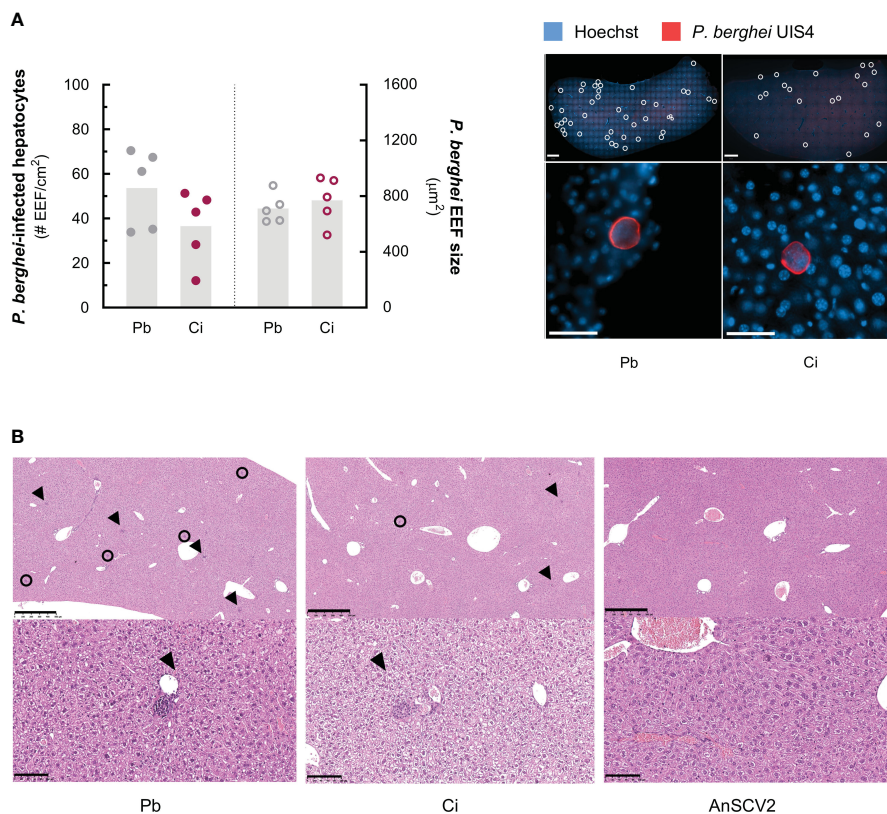 A
Hoechst
P. berghei UIS4
P. berghei-infected hepatocytes
(# EEF/cm2)
100
80
60
40
20
0
1600
1200
800
400
0
P. berghei EEF size
(μm2)
Pb
Ci
Pb
Ci
Pb
Ci
B
Pb
Ci
AnSCV2